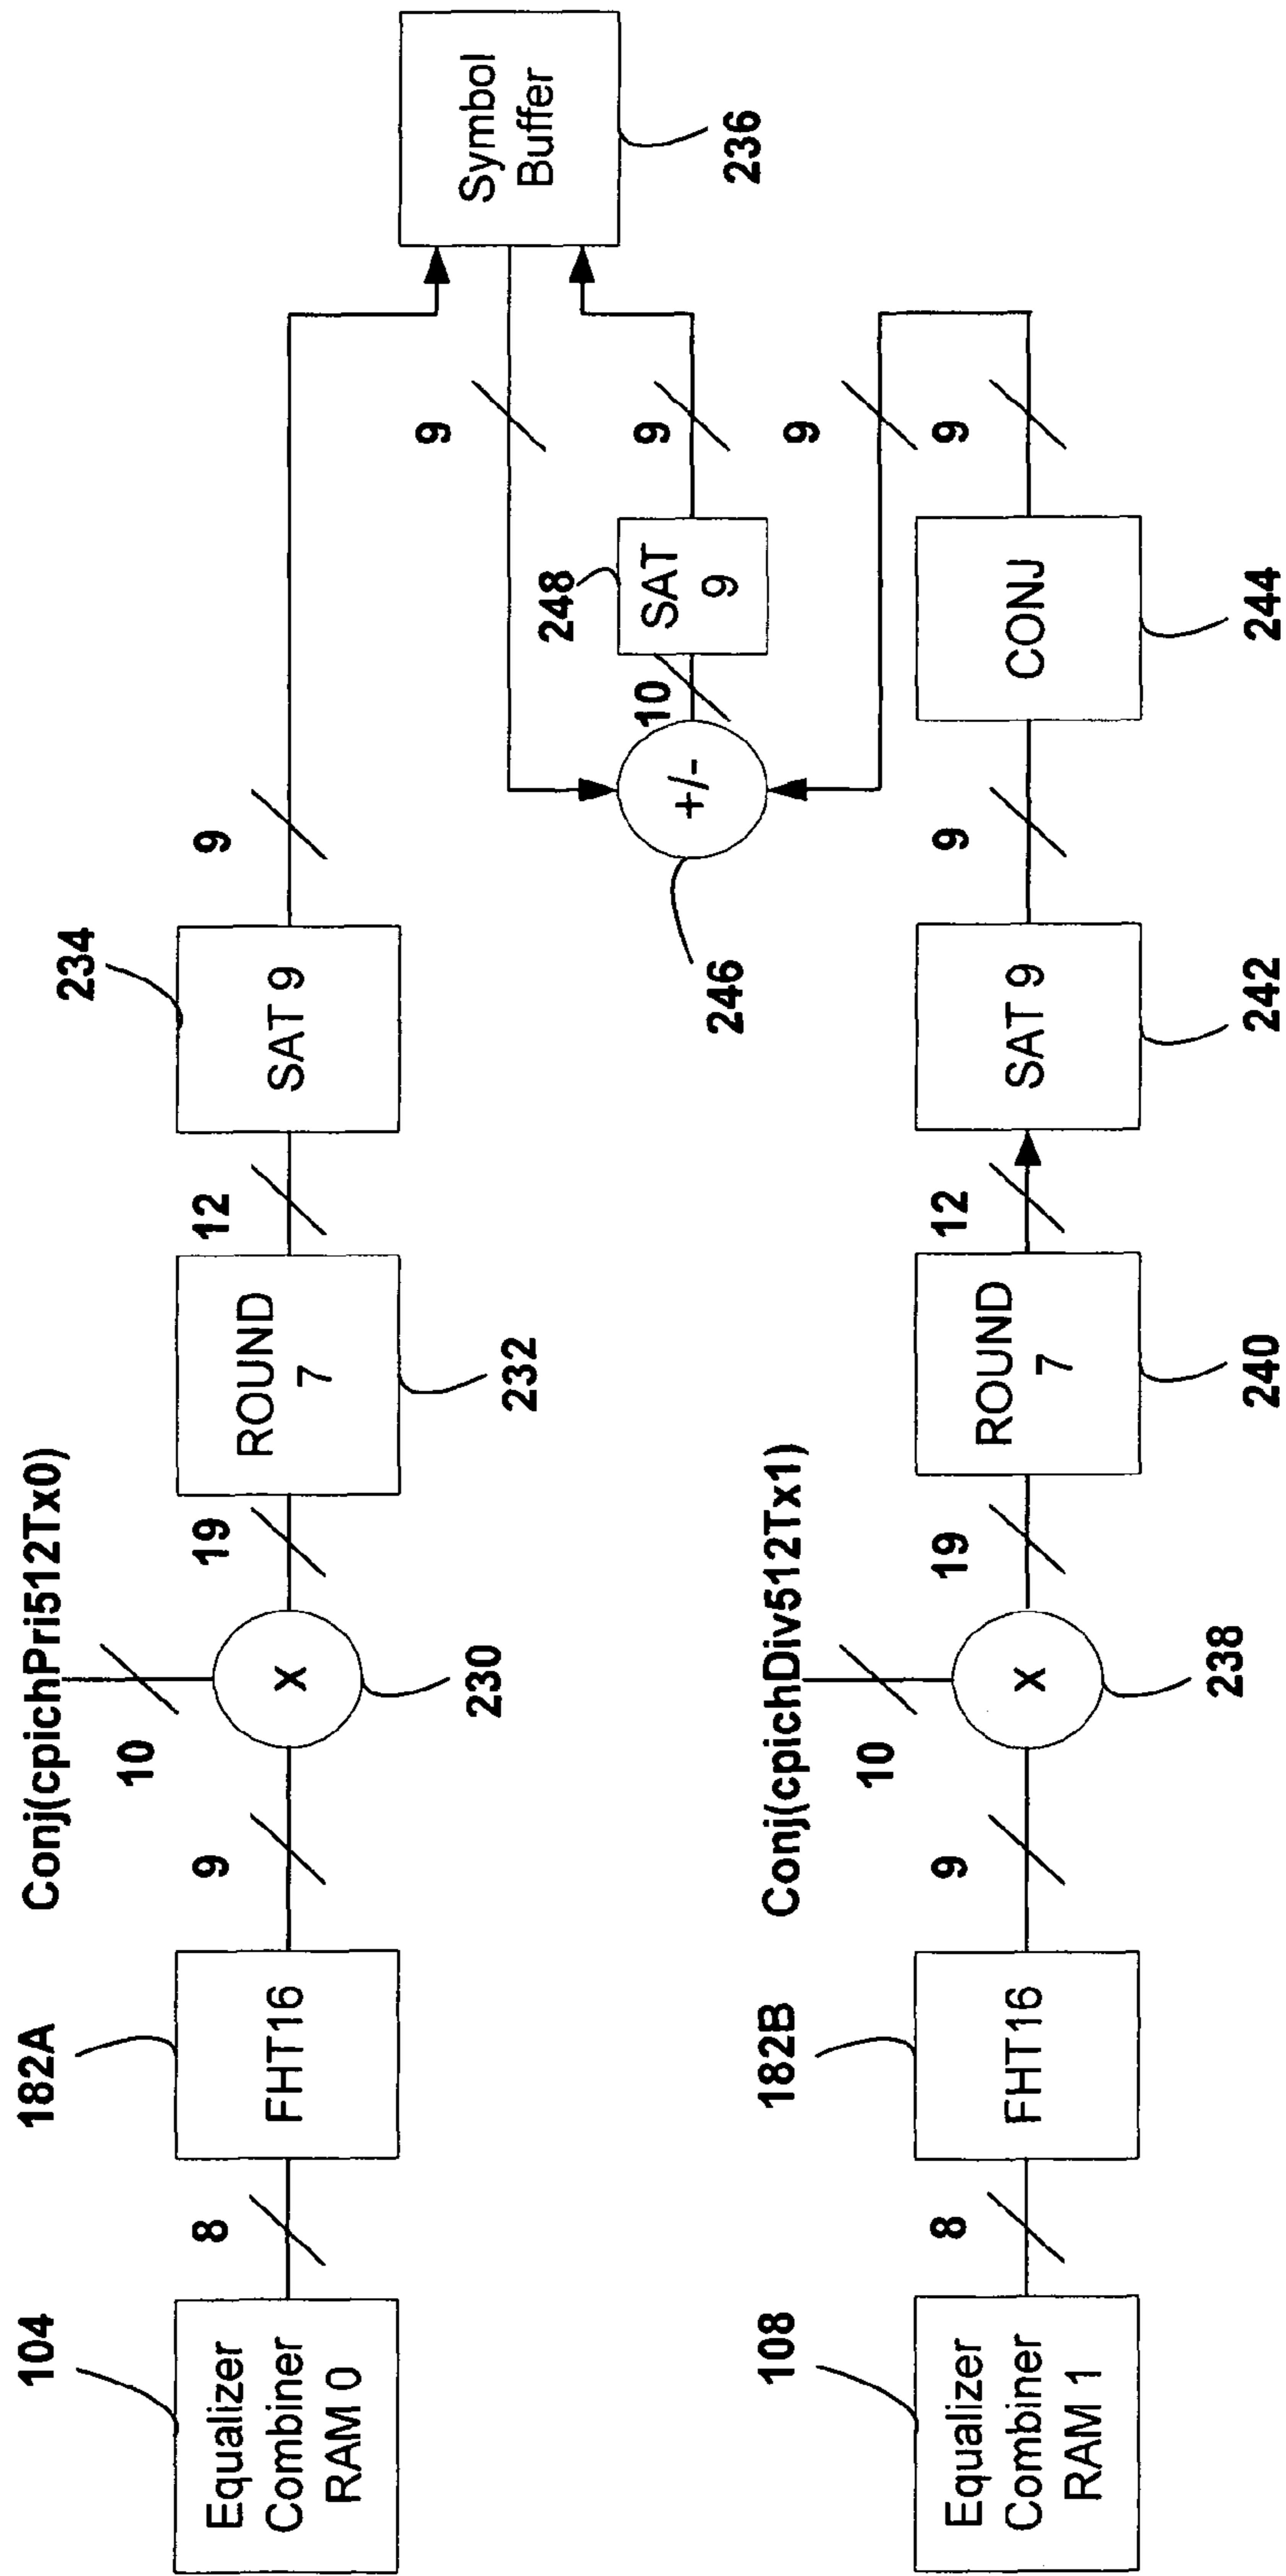 104
Equalizer
Combiner
RAM 0
8
182A
FHT16
9
Conj(cpichPri512Tx0)
10
X
230
19
ROUND
7
232
12
234
SAT 9
9
Symbol
Buffer
236
9
9
248
SAT
9
10
+/-
246
9
9
108
Equalizer
Combiner
RAM 1
8
182B
FHT16
9
Conj(cpichDiv512Tx1)
10
X
238
19
ROUND
7
240
12
SAT 9
242
9
CONJ
244